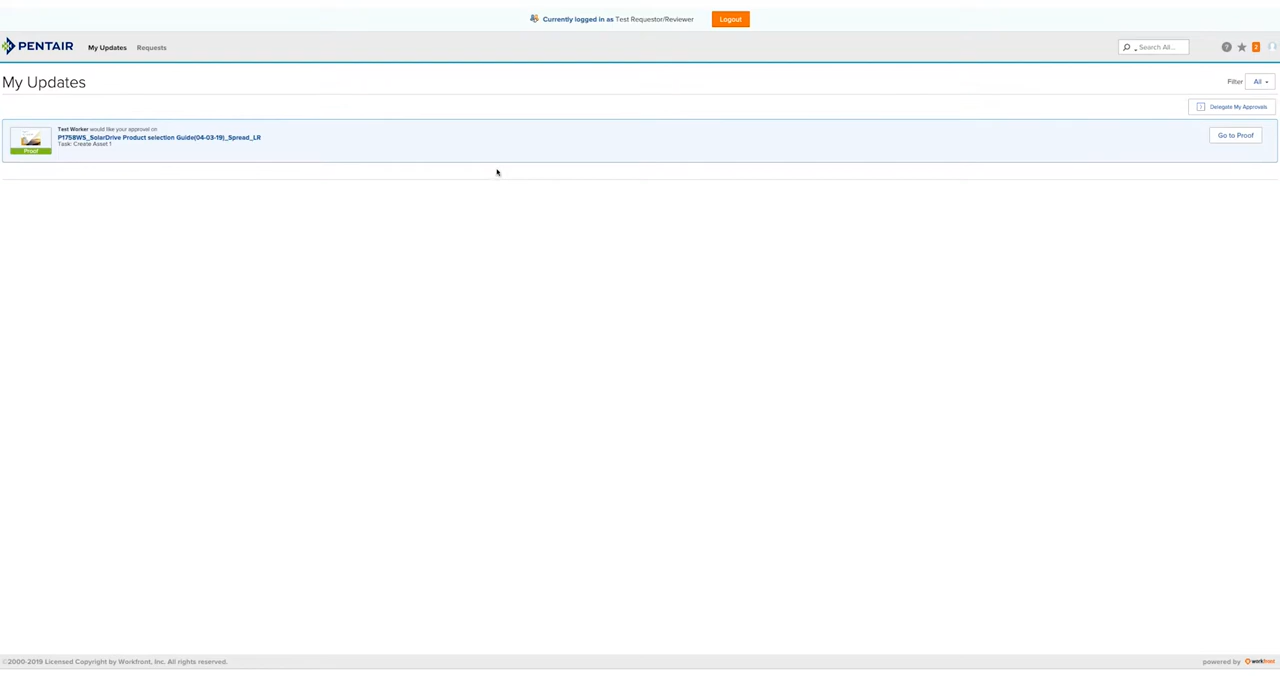 Currently logged in as Test Requestor/Reviewer Logout
PENTAIR My Updates Requests Search All... ? 2
My Updates Filter All
Delegate My Approvals
Test Worker would like your approval on
P1758WS_SolarDrive Product selection Guide(04-03-19)_Spread_LR Go to Proof
Task: Create Asset 1
Proof
©2000-2019 Licensed Copyright by Workfront, Inc. All rights reserved. powered by workfront